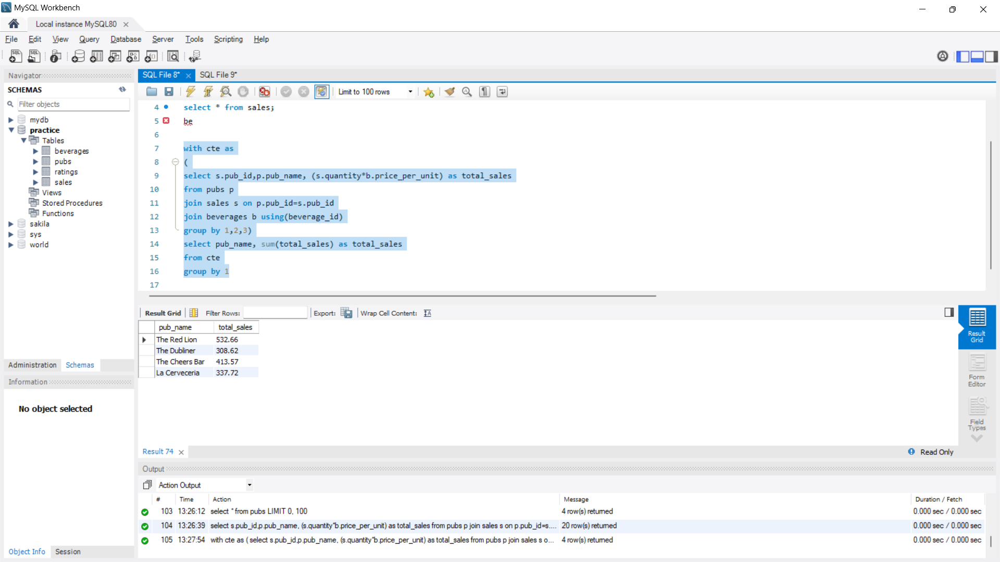 MySQL Workbench
Local instance MySQL80
File Edit View Query Database Server Tools Scripting Help
Navigator
SCHEMAS
Filter objects
mydb
practice
Tables
beverages
pubs
ratings
sales
Views
Stored Procedures
Functions
sakila
sys
world
Administration Schemas
Information
No object selected
Object Info Session
SQL File 8* SQL File 9*
Limit to 100 rows
4 select * from sales;
5 be
6
7 with cte as
8 (
9 select s.pub_id,p.pub_name, (s.quantity*b.price_per_unit) as total_sales
10 from pubs p
11 join sales s on p.pub_id=s.pub_id
12 join beverages b using(beverage_id)
13 group by 1,2,3)
14 select pub_name, sum(total_sales) as total_sales
15 from cte
16 group by 1
17
Result Grid Filter Rows: Export: Wrap Cell Content: IA
pub_name total_sales
The Red Lion 532.66
The Dubliner 308.62
The Cheers Bar 413.57
La Cerveceria 337.72
Result Grid
Form Editor
Field Types
Result 74 Read Only
Output
Action Output
# Time Action Message Duration / Fetch
103 13:26:12 select * from pubs LIMIT 0, 100 4 row(s) returned 0.000 sec / 0.000 sec
104 13:26:39 select s.pub_id,p.pub_name, (s.quantity*b.price_per_unit) as total_sales from pubs p join sales s on p.pub_id=s.... 20 row(s) returned 0.000 sec / 0.000 sec
105 13:27:54 with cte as ( select s.pub_id,p.pub_name, (s.quantity*b.price_per_unit) as total_sales from pubs p join sales s o... 4 row(s) returned 0.000 sec / 0.000 sec